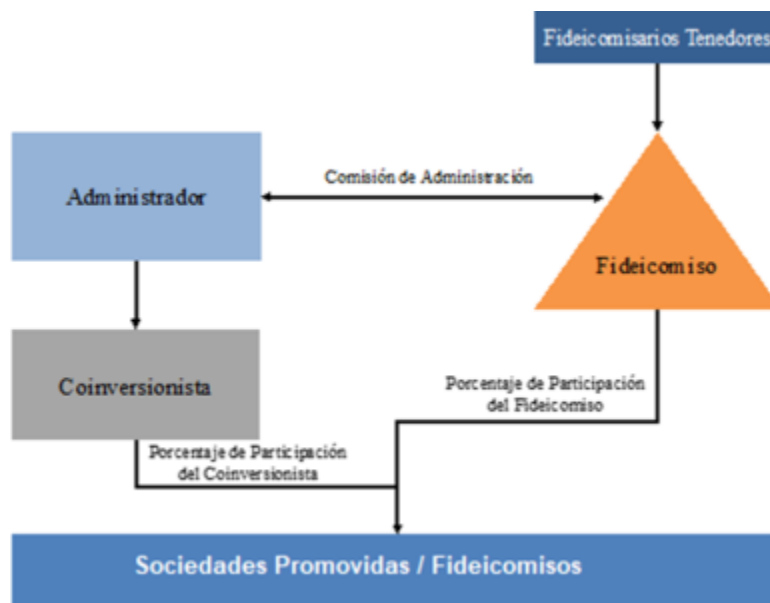 Fideicomisarios Tenedores
Comisión de Administración
Administrador
Fideicomiso
Coinversionista
Porcentaje de Participación
del Fideicomiso
Porcentaje de Participación
del Coinversionista
Sociedades Promovidas / Fideicomisos